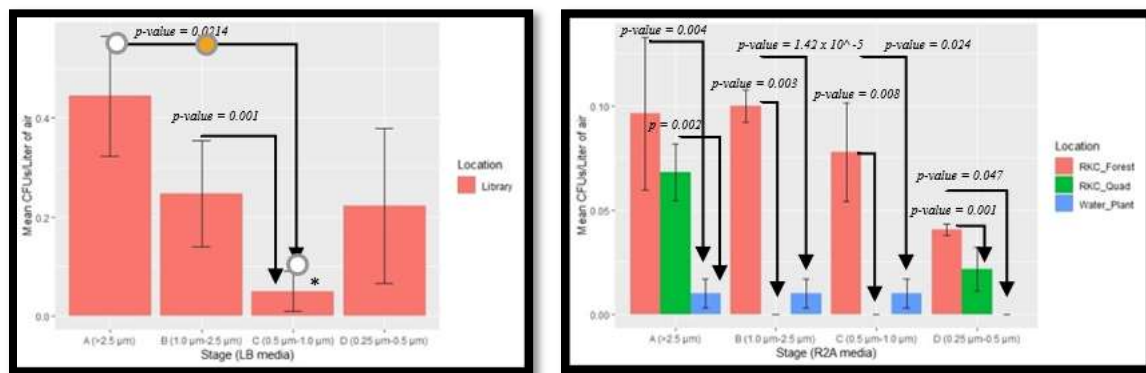 p-value = 0.0214
p-value = 0.001
Mean CFUs/Liter of air
0.4
0.2
0.0
*
A (>2.5 μm)
B (1.0 μm-2.5 μm)
C (0.5 μm-1.0 μm)
D (0.25 μm-0.5 μm)
Stage (LB media)
Location
Library
p-value = 0.004
p-value = 1.42 x 10^ -5
p-value = 0.024
p-value = 0.003
p-value = 0.008
p = 0.002
p-value = 0.047
p-value = 0.001
Mean CFUs/Liter of air
0.10
0.05
0.00
A (>2.5 μm)
B (1.0 μm-2.5 μm)
C (0.5 μm-1.0 μm)
D (0.25 μm-0.5 μm)
Stage (R2A media)
Location
RKC_Forest
RKC_Quad
Water_Plant